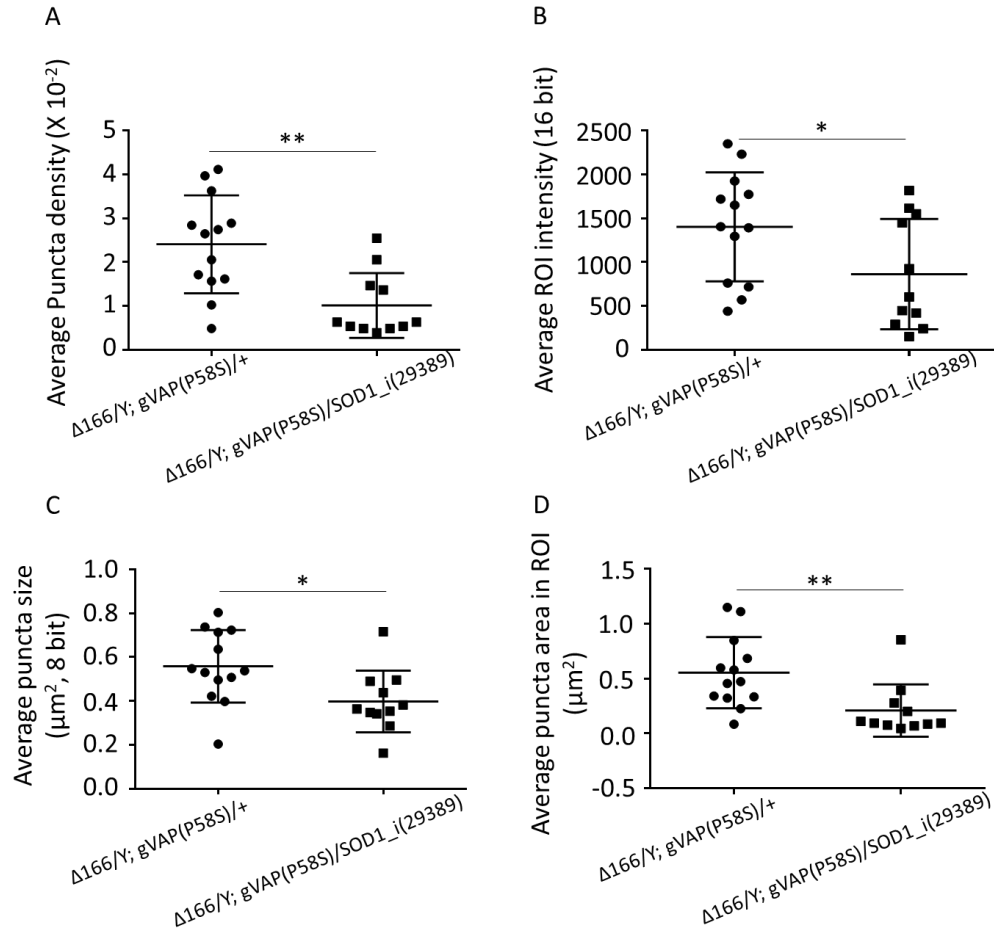 A
Average Puncta density (X 10⁻²)
5
4
3
2
1
0
**
Δ166/Y; gVAP(P58S)/+
Δ166/Y; gVAP(P58S)/SOD1_i(29389)
B
Average ROI intensity (16 bit)
2500
2000
1500
1000
500
0
*
Δ166/Y; gVAP(P58S)/+
Δ166/Y; gVAP(P58S)/SOD1_i(29389)
C
Average puncta size
(μm², 8 bit)
1.0
0.8
0.6
0.4
0.2
0.0
*
Δ166/Y; gVAP(P58S)/+
Δ166/Y; gVAP(P58S)/SOD1_i(29389)
D
Average puncta area in ROI
(μm²)
1.5
1.0
0.5
0.0
-0.5
**
Δ166/Y; gVAP(P58S)/+
Δ166/Y; gVAP(P58S)/SOD1_i(29389)